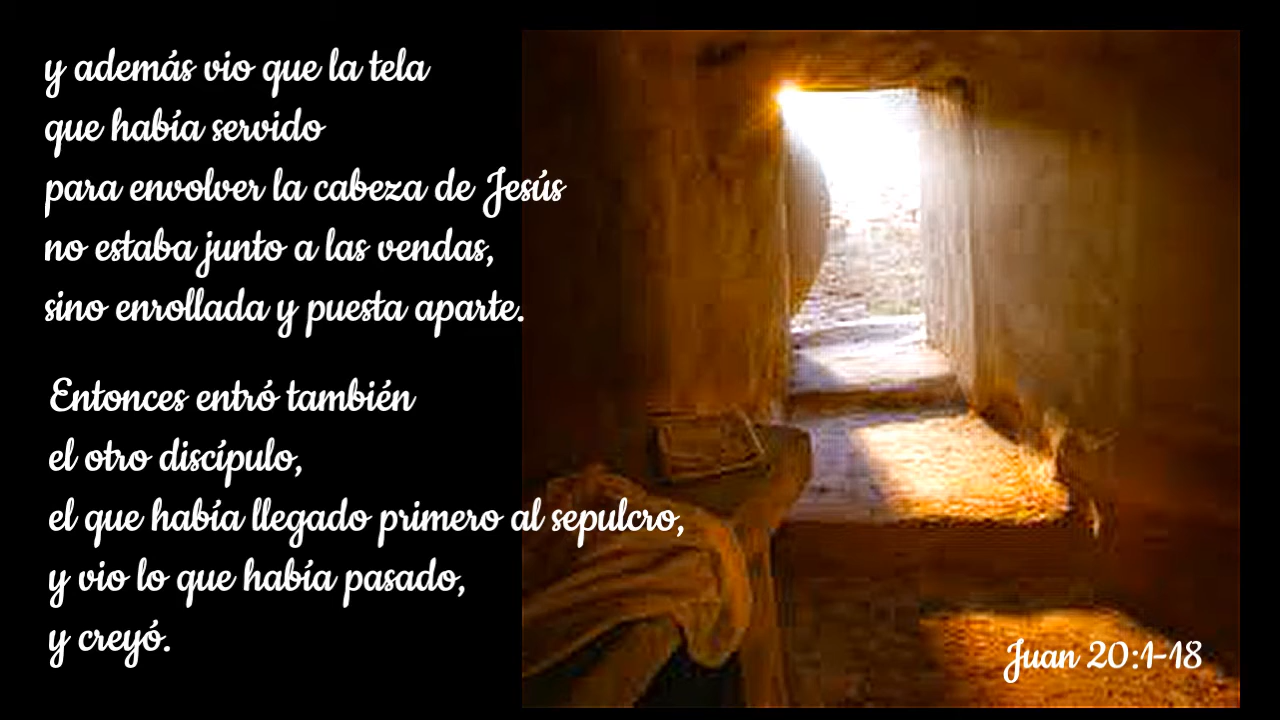 y además vio que la tela
que había servido
para envolver la cabeza de Jesús
no estaba junto a las vendas,
sino enrollada y puesta aparte.
Entonces entró también
el otro discípulo,
el que había llegado primero al sepulcro,
y vio lo que había pasado,
y creyó.
Juan 20:1-18